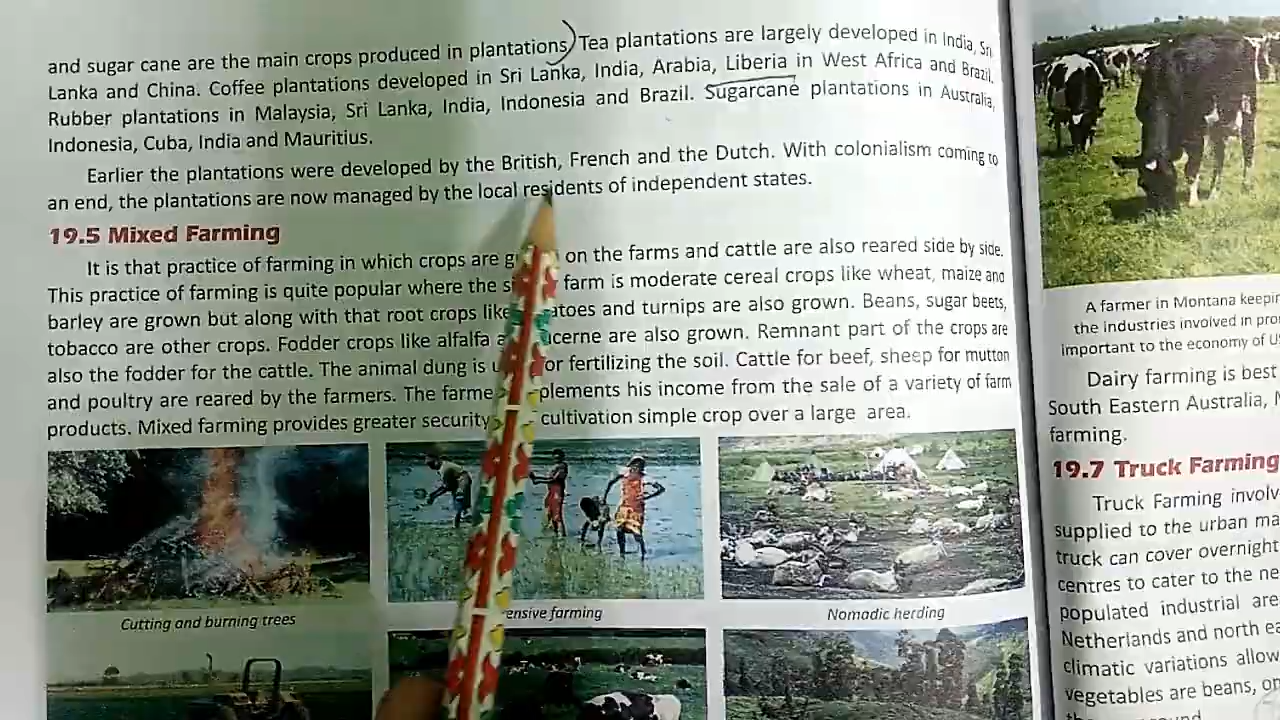 and sugar cane are the main crops produced in plantations) Tea plantations are largely developed in India, Sri
Lanka and China. Coffee plantations developed in Sri Lanka, India, Arabia, Liberia in West Africa and Brazil,
Rubber plantations in Malaysia, Sri Lanka, India, Indonesia and Brazil. Sugarcane plantations in Australia,
Indonesia, Cuba, India and Mauritius.
Earlier the plantations were developed by the British, French and the Dutch. With colonialism coming to
an end, the plantations are now managed by the local residents of independent states.
19.5 Mixed Farming
It is that practice of farming in which crops are on the farms and cattle are also reared side by side.
This practice of farming is quite popular where the farm is moderate cereal crops like wheat, maize and
barley are grown but along with that root crops like and turnips are also grown. Beans, sugar beets,
tobacco are other crops. Fodder crops like alfalfa are also grown. Remnant part of the crops are
also the fodder for the cattle. The animal dung is for fertilizing the soil. Cattle for beef, sheep for mutton
and poultry are reared by the farmers. The his income from the sale of a variety of farm
products. Mixed farming provides greater security cultivation simple crop over a large area.
Cutting and burning trees
farming
Nomadic herding
A farmer in Montana
the industries involved in
important to the economy of
Dairy farming is best
South Eastern Australia,
farming.
19.7 Truck Farming
Truck Farming
supplied to the urban
truck can cover overnight
centres to cater to the
populated industrial
Netherlands and north
climatic variations
vegetables are beans,